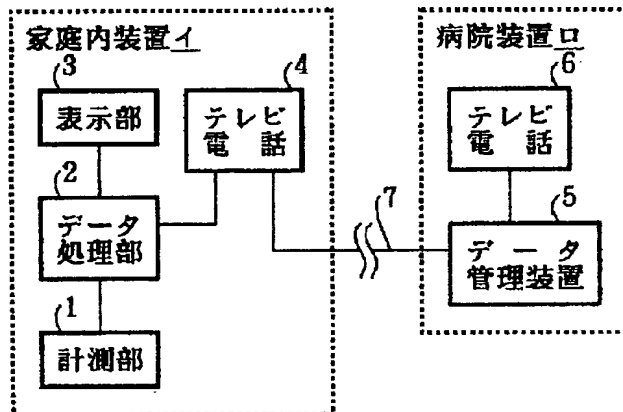 家庭内装置イ
3
表示部
4
テレビ
電話
2
データ
処理部
1
計測部
7
病院装置ロ
6
テレビ
電話
5
データ
管理装置